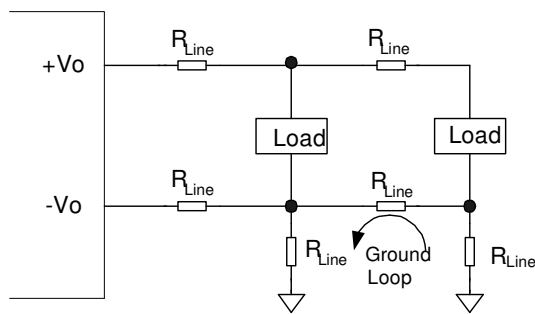 R_Line R_Line
+Vo
Load Load
R_Line R_Line
-Vo
R_Line Ground R_Line
Loop